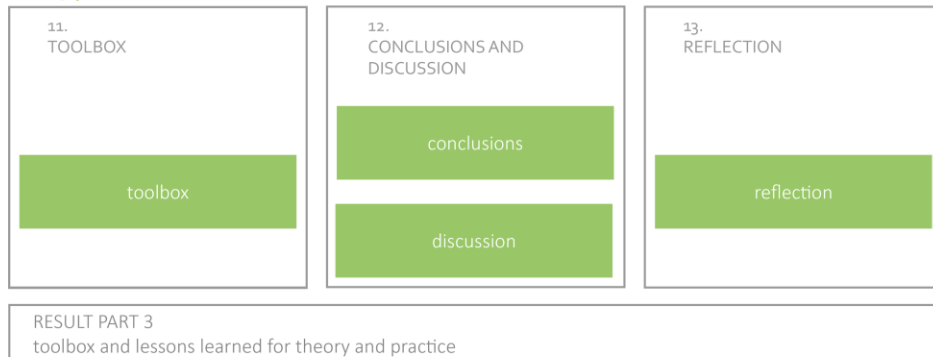 11.
TOOLBOX
toolbox
12.
CONCLUSIONS AND
DISCUSSION
conclusions
discussion
13.
REFLECTION
reflection
RESULT PART 3
toolbox and lessons learned for theory and practice